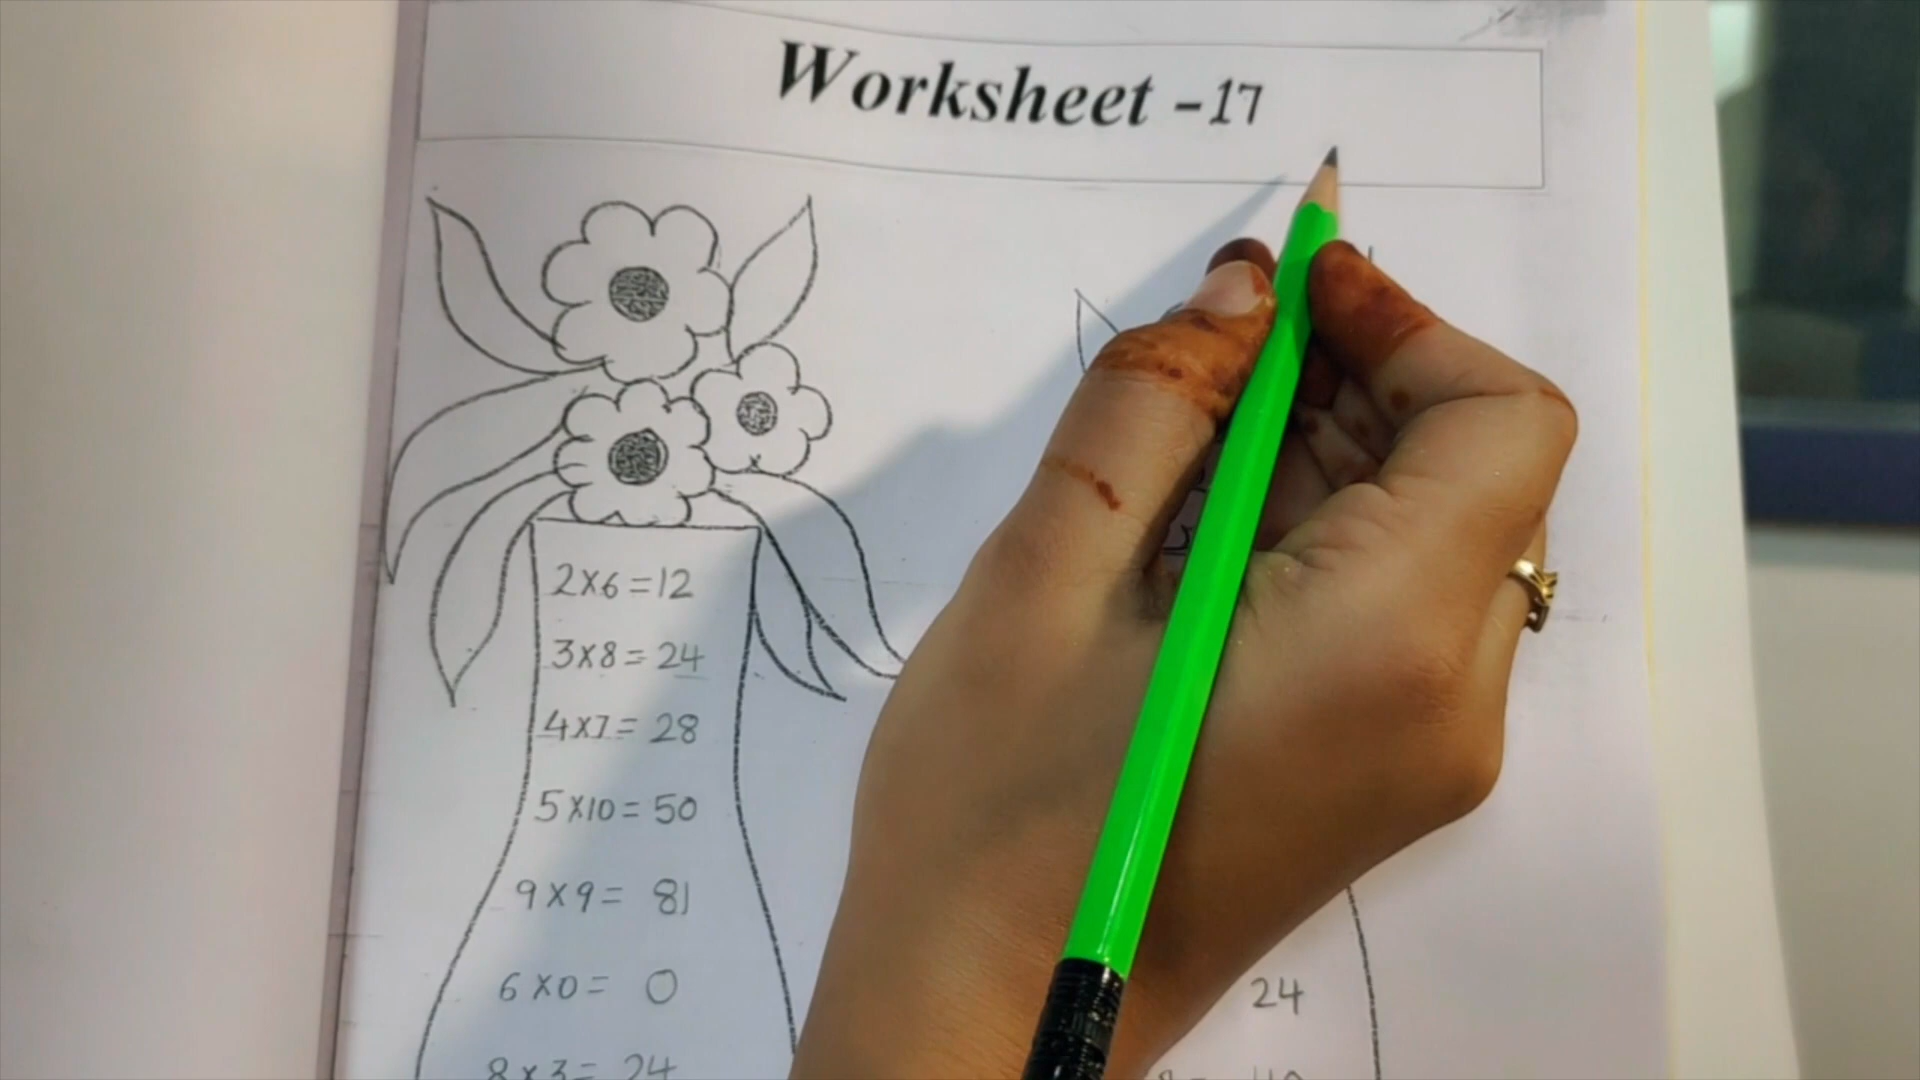 Worksheet -17
2x6=12
3x8=24
4x7=28
5x10=50
9x9=81
6x0=0
8x3=24
24